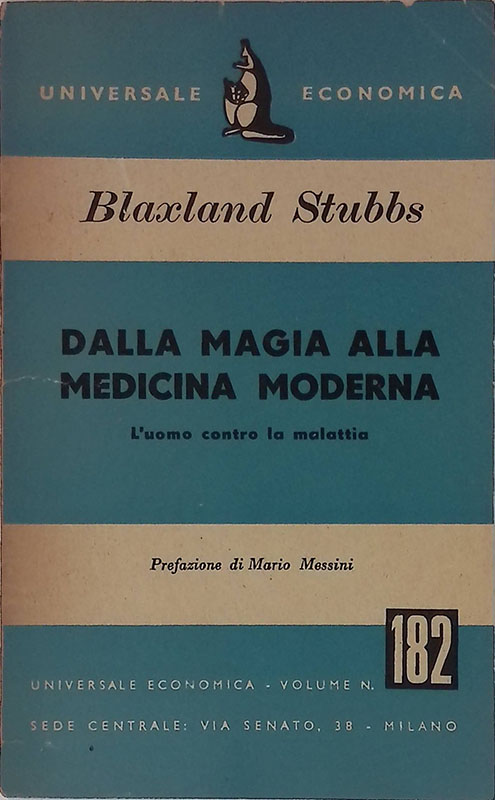 UNIVERSALE ECONOMICA
Blaxland Stubbs
DALLA MAGIA ALLA
MEDICINA MODERNA
L'uomo contro la malattia
Prefazione di Mario Messini
182
UNIVERSALE ECONOMICA - VOLUME N.
SEDE CENTRALE: VIA SENATO, 38 - MILANO